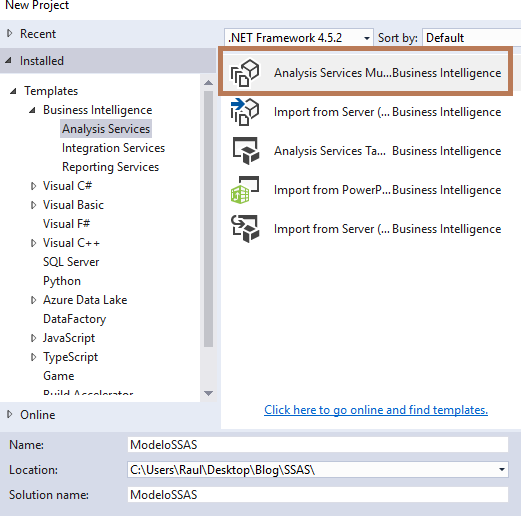 New Project
Recent
.NET Framework 4.5.2 Sort by: Default
Installed
Templates
Business Intelligence
Analysis Services
Integration Services
Reporting Services
Visual C#
Visual Basic
Visual F#
Visual C++
SQL Server
Python
Azure Data Lake
DataFactory
JavaScript
TypeScript
Game
Build Accelerator
Online
Analysis Services Mu... Business Intelligence
Import from Server (... Business Intelligence
Analysis Services Ta... Business Intelligence
Import from PowerP... Business Intelligence
Import from Server (... Business Intelligence
Click here to go online and find templates.
Name: ModeloSSAS
Location: C:\Users\Raul\Desktop\Blog\SSAS\
Solution name: ModeloSSAS